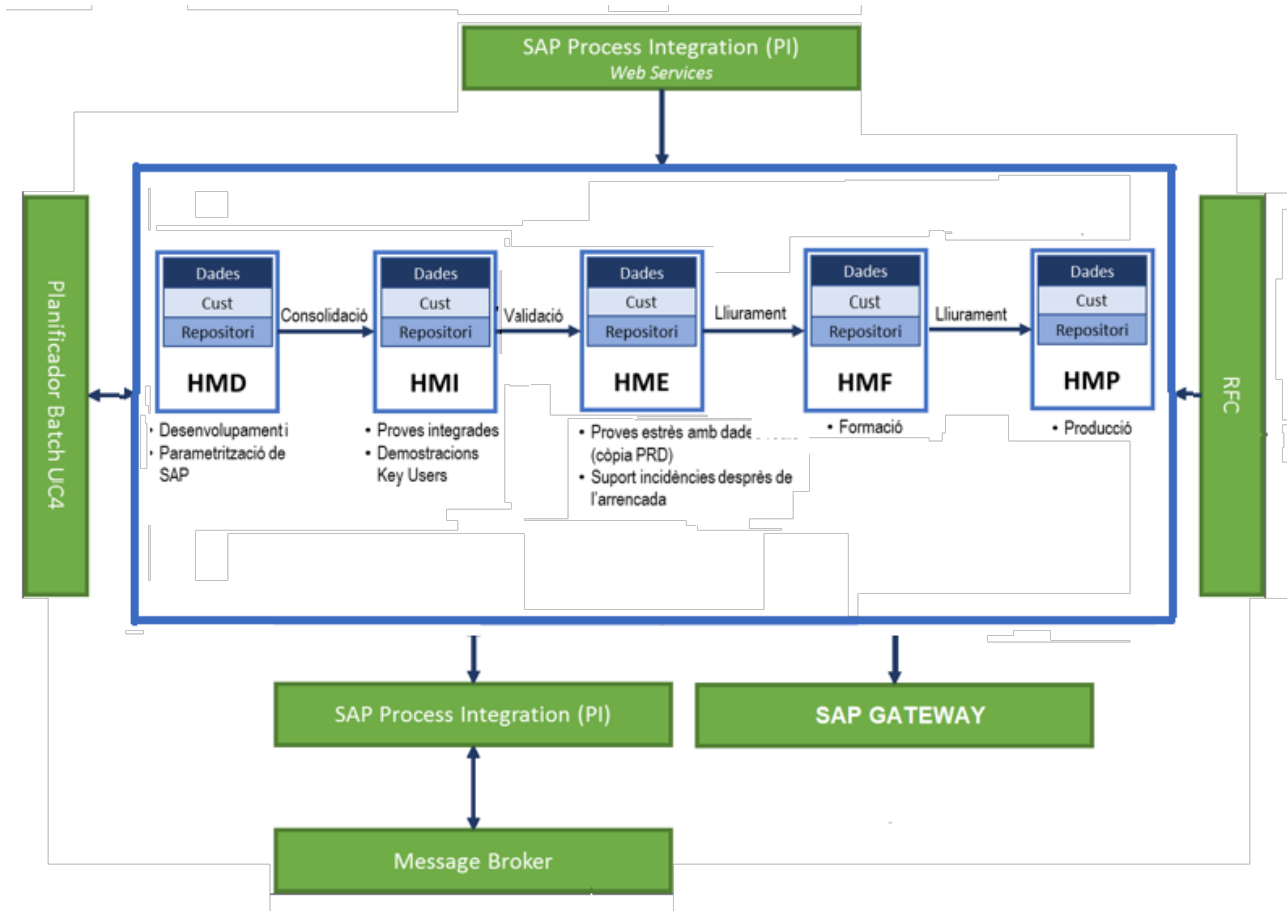 SAP Process Integration (PI)
Web Services
Planificador Batch UC4
Dades
Cust
Repositori
HMD
Consolidació
Dades
Cust
Repositori
HMI
Validació
Dades
Cust
Repositori
HME
Lliurament
Dades
Cust
Repositori
HMF
Lliurament
Dades
Cust
Repositori
HMP
RFC
• Desenvolupament i
• Parametrització de
SAP
• Proves integrades
• Demostracions
Key Users
• Proves estrès amb
(còpia PRD)
• Suport incidències desprès de
l'arrencada
• Formació
• Producció
SAP Process Integration (PI)
SAP GATEWAY
Message Broker